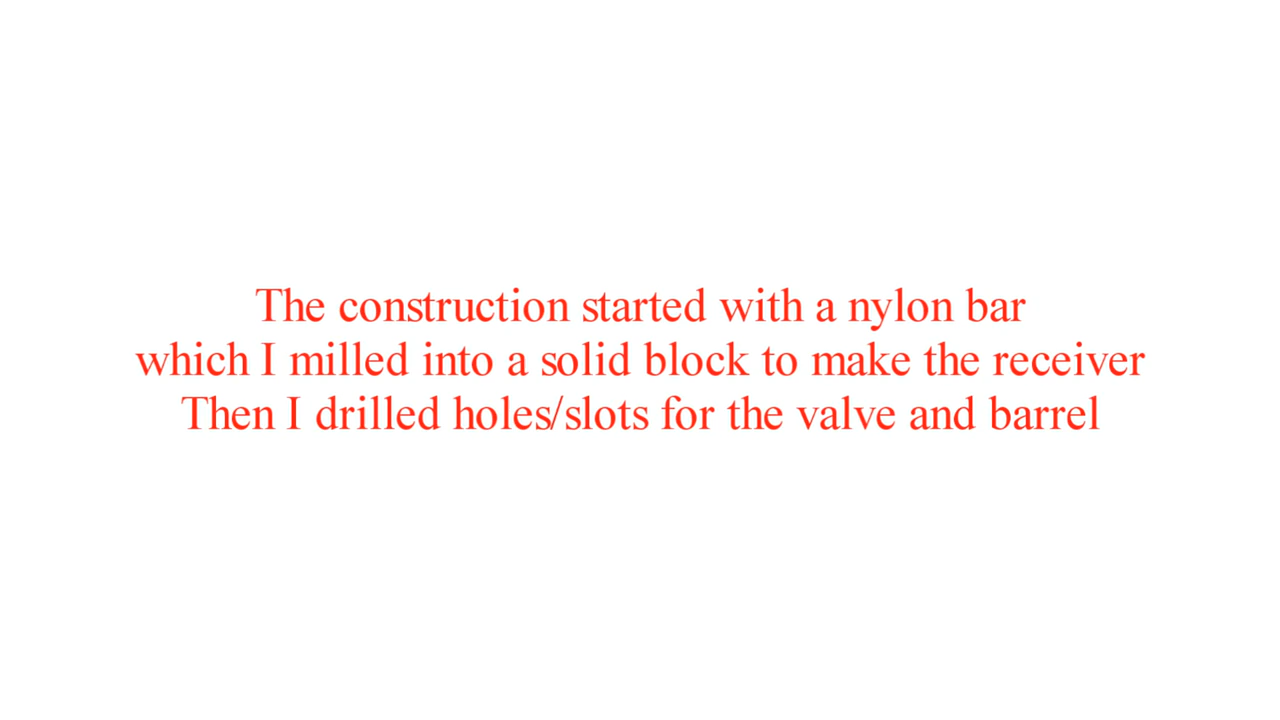 The construction started with a nylon bar
which I milled into a solid block to make the receiver
Then I drilled holes/slots for the valve and barrel